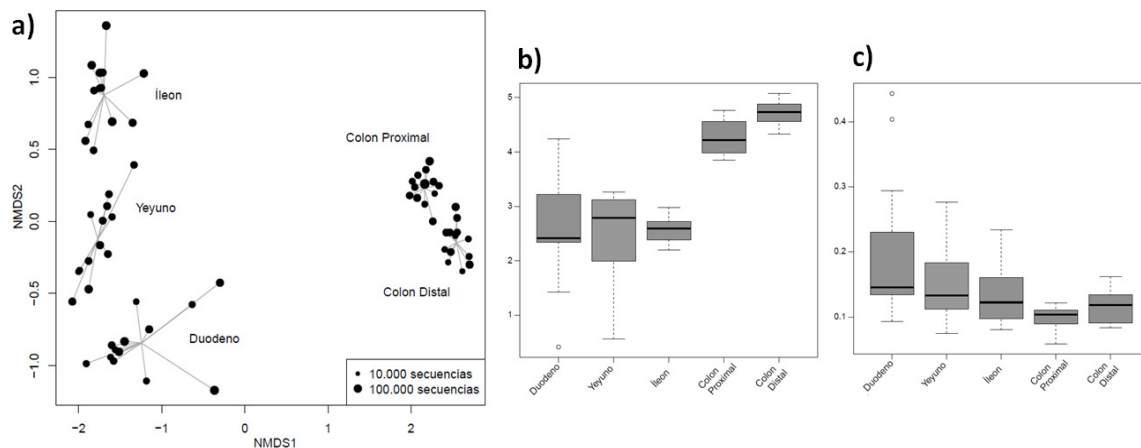 a)
Íleon
Yeyuno
Duodeno
Colon Proximal
Colon Distal
10.000 secuencias
100.000 secuencias
NMDS2
1.0
0.5
0.0
−0.5
−1.0
−2
−1
0
1
2
NMDS1
b)
5
4
3
2
1
Duodeno
Yeyuno
Íleon
Colon
Proximal
Colon
Distal
c)
0.4
0.3
0.2
0.1
Duodeno
Yeyuno
Íleon
Colon
Proximal
Colon
Distal